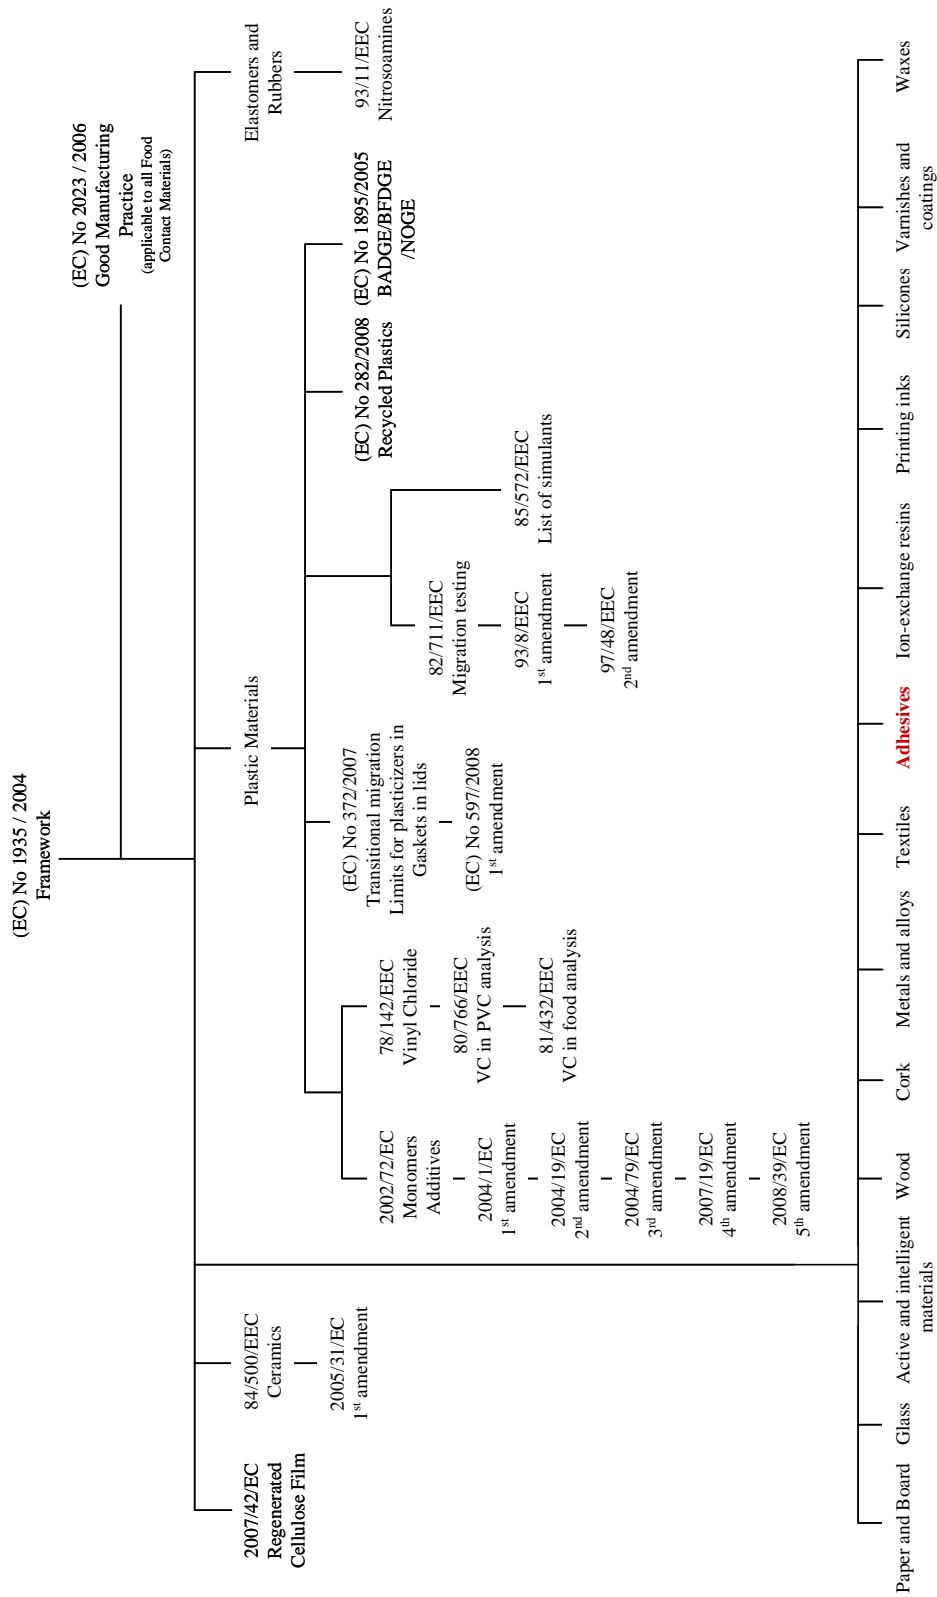 (EC) No 1935 / 2004
Framework
(EC) No 2023 / 2006
Good Manufacturing
Practice
(applicable to all Food
Contact Materials)
2007/42/EC
Regenerated
Cellulose Film
84/500/EEC
Ceramics
2005/31/EC
1st amendment
Plastic Materials
2002/72/EC
Monomers
Additives
2004/1/EC
1st amendment
2004/19/EC
2nd amendment
2004/79/EC
3rd amendment
2007/19/EC
4th amendment
2008/39/EC
5th amendment
78/142/EEC
Vinyl Chloride
80/766/EEC
VC in PVC analysis
81/432/EEC
VC in food analysis
(EC) No 372/2007
Transitional migration
Limits for plasticizers in
Gaskets in lids
(EC) No 597/2008
1st amendment
82/711/EEC
Migration testing
93/8/EEC
1st amendment
97/48/EEC
2nd amendment
85/572/EEC
List of simulants
(EC) No 282/2008
Recycled Plastics
(EC) No 1895/2005
BADGE/BFDGE
/NOGE
Elastomers and
Rubbers
93/11/EEC
Nitrosoamines
Paper and Board
Glass
Active and intelligent
materials
Wood
Cork
Metals and alloys
Textiles
Adhesives
Ion-exchange resins
Printing inks
Silicones
Varnishes and
coatings
Waxes